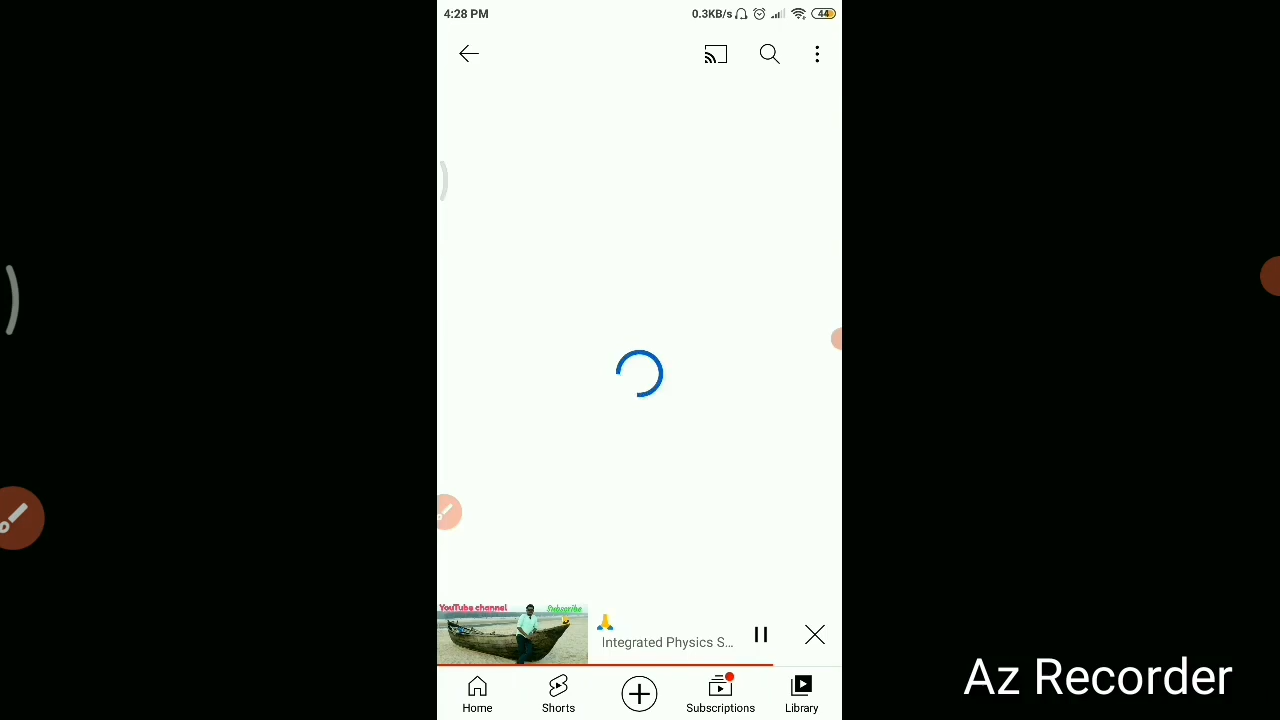 4:28 PM
0.3KB/s
44
YouTube channel
Subscribe
🙏
Integrated Physics S...
Home
Shorts
Subscriptions
Library
Az Recorder